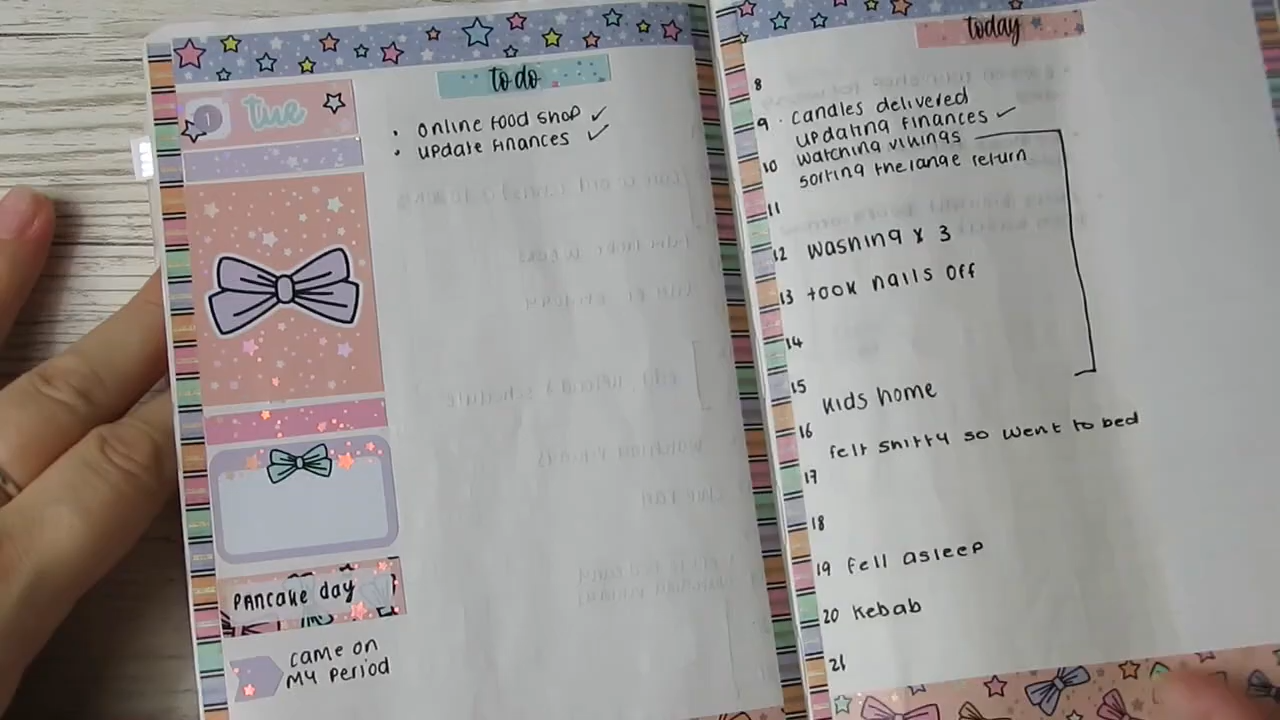 1
tue
to do
• online food shop ✓
• update finances ✓
Pancake day
came on
my period
today
8
9 • candles delivered
updating finances ✓
10 watching vikings
sorting the lange return
11
12 washing x 3
13 took nails off
14
15
kids home
16
felt shitty so went to bed
17
18
19 fell asleep
20 kebab
21